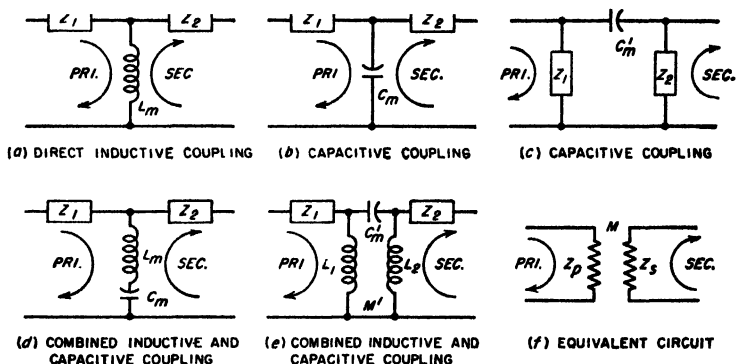 Z1
Z2
PRI.
SEC
Lm
(a) DIRECT INDUCTIVE COUPLING
Z1
Z2
PRI
SEC.
Cm
(b) CAPACITIVE COUPLING
C'm
PRI.
Z1
Z2
SEC.
(c) CAPACITIVE COUPLING
Z1
Z2
PRI.
Lm
SEC.
Cm
(d) COMBINED INDUCTIVE AND
CAPACITIVE COUPLING
Z1
Z2
C'm
PRI
L1
L2
SEC.
M'
(e) COMBINED INDUCTIVE AND
CAPACITIVE COUPLING
M
PRI.
Zp
Zs
SEC.
(f) EQUIVALENT CIRCUIT